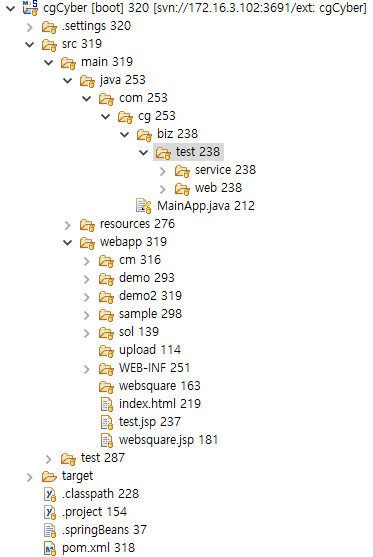 cgCyber [boot] 320 [svn://172.16.3.102:3691/ext: cgCyber]
.settings 320
src 319
main 319
java 253
com 253
cg 253
biz 238
test 238
service 238
web 238
MainApp.java 212
resources 276
webapp 319
cm 316
demo 293
demo2 319
sample 298
sol 139
upload 114
WEB-INF 251
websquare 163
index.html 219
test.jsp 237
websquare.jsp 181
test 287
target
.classpath 228
.project 154
.springBeans 37
pom.xml 318